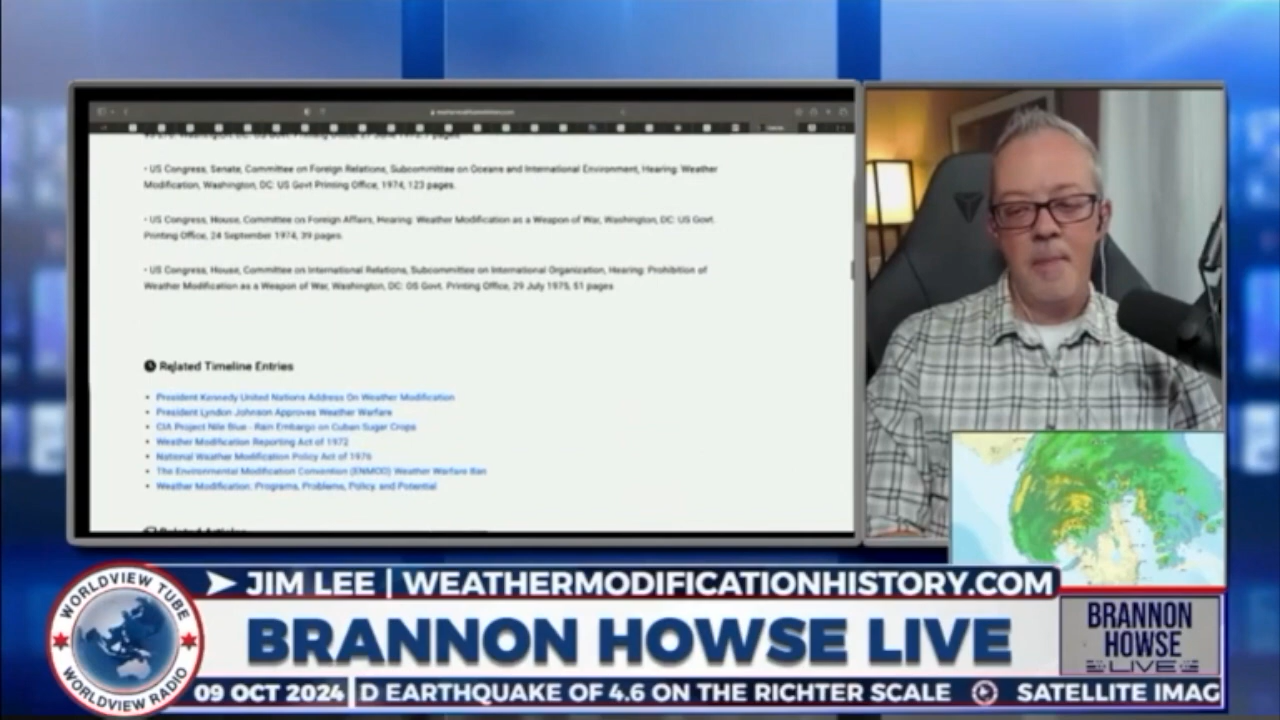 • US Congress, Senate, Committee on Foreign Relations, Subcommittee on Oceans and International Environment, Hearing: Weather
Modification, Washington, DC: US Govt Printing Office, 1974, 123 pages.
• US Congress, House, Committee on Foreign Affairs, Hearing: Weather Modification as a Weapon of War, Washington, DC: US Govt.
Printing Office, 24 September 1974, 39 pages.
• US Congress, House, Committee on International Relations, Subcommittee on International Organization, Hearing: Prohibition of
Weather Modification as a Weapon of War, Washington, DC: US Govt. Printing Office, 29 July 1975, 51 pages
Related Timeline Entries
• President Kennedy United Nations Address On Weather Modification
• President Lyndon Johnson Approves Weather Warfare
• CIA Project Nile Blue - Rain Embargo on Cuban Sugar Crops
• Weather Modification Reporting Act of 1972
• National Weather Modification Policy Act of 1976
• The Environmental Modification Convention (ENMOD) Weather Warfare Ban
• Weather Modification: Programs, Problems, Policy, and Potential
JIM LEE | WEATHERMODIFICATIONHISTORY.COM
BRANNON HOWSE LIVE
WORLDVIEW TUBE
WORLDVIEW RADIO
BRANNON
HOWSE
LIVE
09 OCT 2024 D EARTHQUAKE OF 4.6 ON THE RICHTER SCALE SATELLITE IMAG